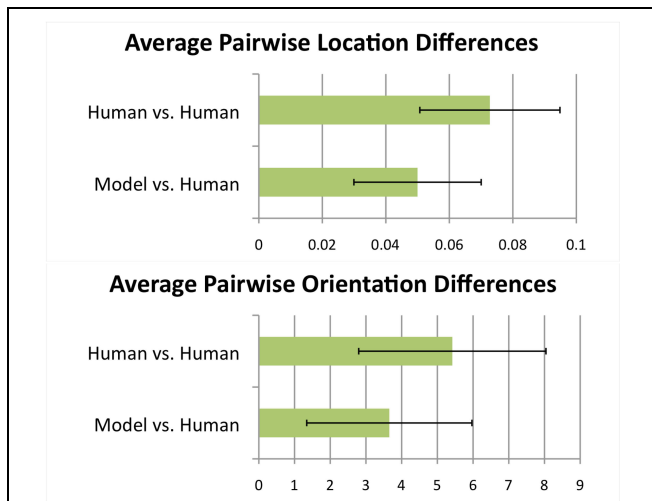 Average Pairwise Location Differences
Human vs. Human
Model vs. Human
0 0.02 0.04 0.06 0.08 0.1
Average Pairwise Orientation Differences
Human vs. Human
Model vs. Human
0 1 2 3 4 5 6 7 8 9